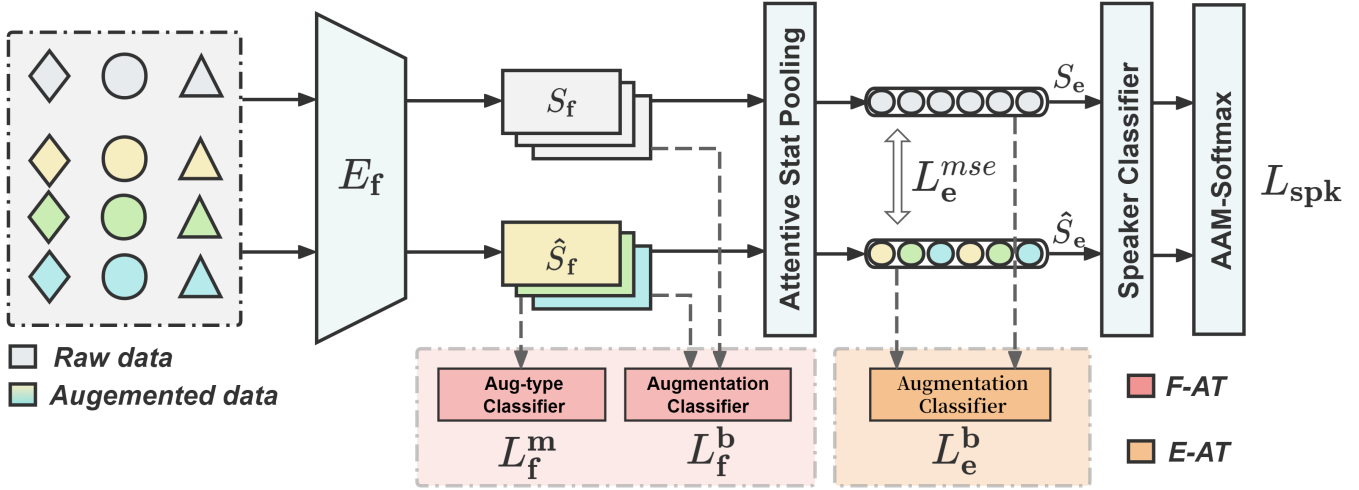 Raw data
Augemented data
E_f
S_f
Ŝ_f
Attentive Stat Pooling
S_e
L_e^{mse}
Ŝ_e
Speaker Classifier
AAM-Softmax
L_spk
Aug-type
Classifier
L_f^m
Augmentation
Classifier
L_f^b
Augmentation
Classifier
L_e^b
F-AT
E-AT